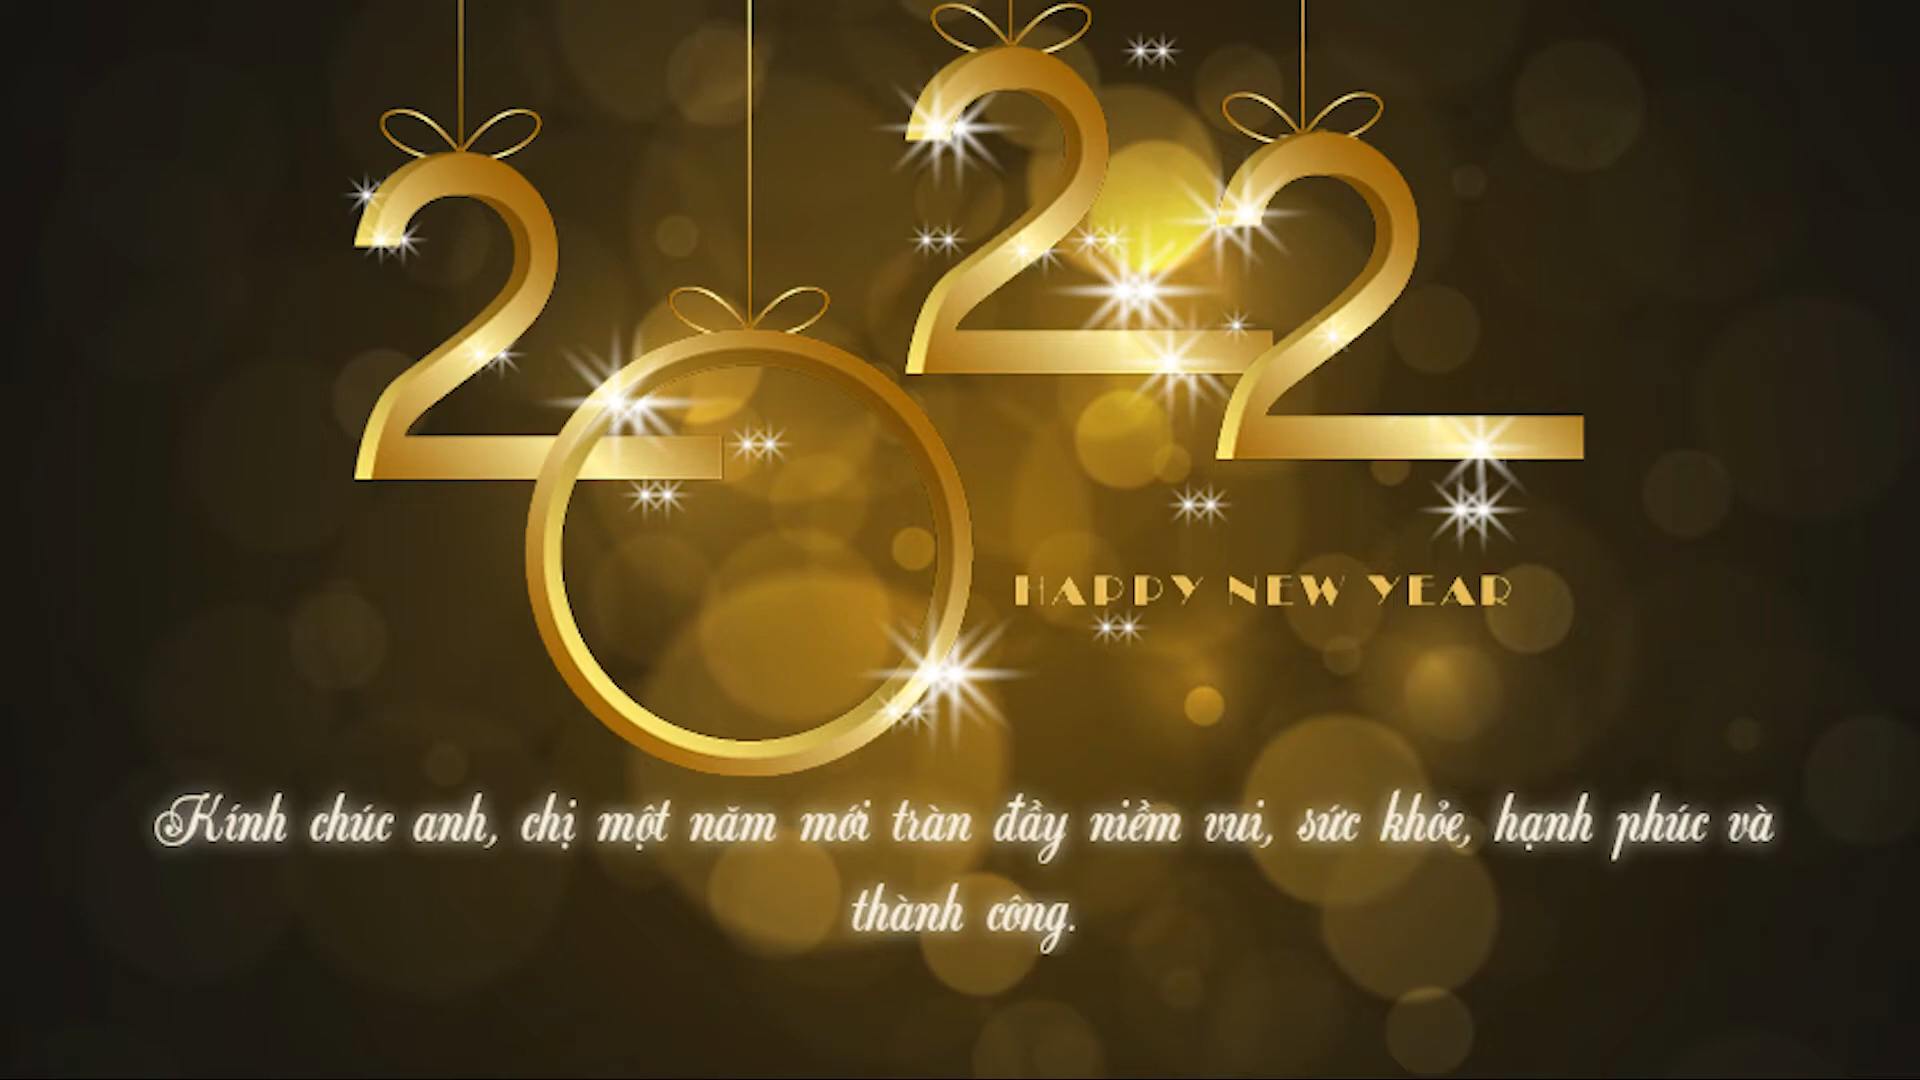 2022
HAPPY NEW YEAR
Kính chúc anh, chị một năm mới tràn đầy niềm vui, sức khỏe, hạnh phúc và
thành công.